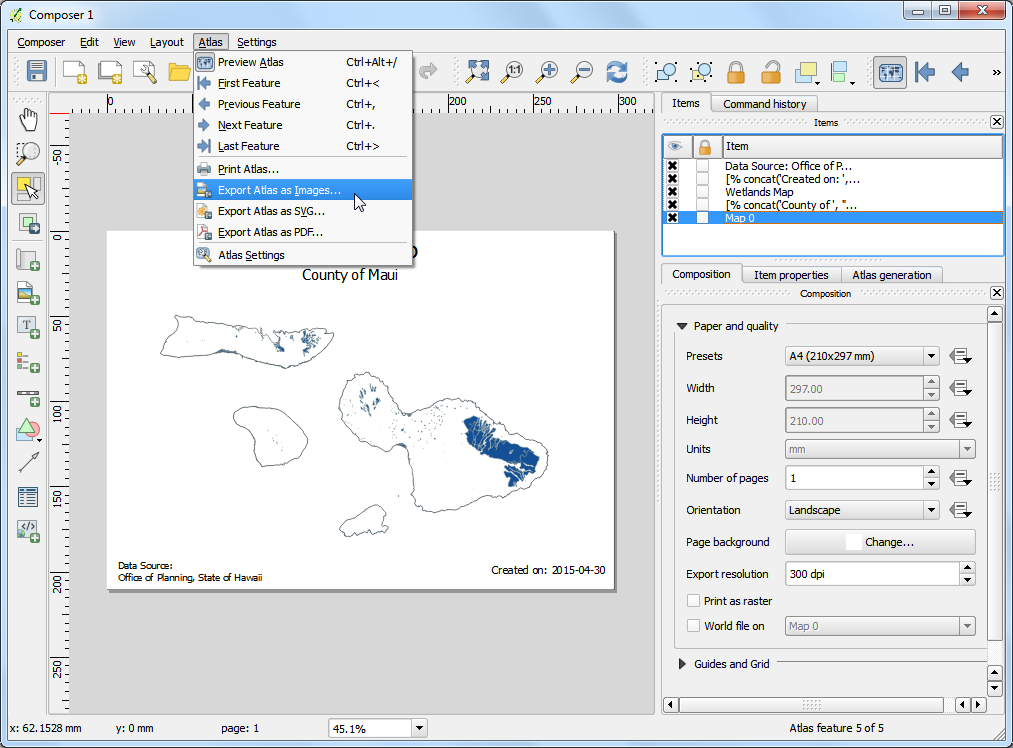 Composer 1
Composer Edit View Layout Atlas Settings
Preview Atlas Ctrl+Alt+/
First Feature Ctrl+<
Previous Feature Ctrl+,
Next Feature Ctrl+.
Last Feature Ctrl+>
Print Atlas...
Export Atlas as Images...
Export Atlas as SVG...
Export Atlas as PDF...
Atlas Settings
0 200 250 300
-50
0
50
100
150
200
250
County of Maui
Data Source:
Office of Planning, State of Hawaii
Created on: 2015-04-30
Items Command history
Items
Item
Data Source: Office of P...
[% concat('Created on: ',...
Wetlands Map
[% concat('County of ', "...
Map 0
Composition Item properties Atlas generation
Composition
Paper and quality
Presets A4 (210x297 mm)
Width 297.00
Height 210.00
Units mm
Number of pages 1
Orientation Landscape
Page background Change...
Export resolution 300 dpi
Print as raster
World file on Map 0
Guides and Grid
x: 62.1528 mm y: 0 mm page: 1 45.1% Atlas feature 5 of 5